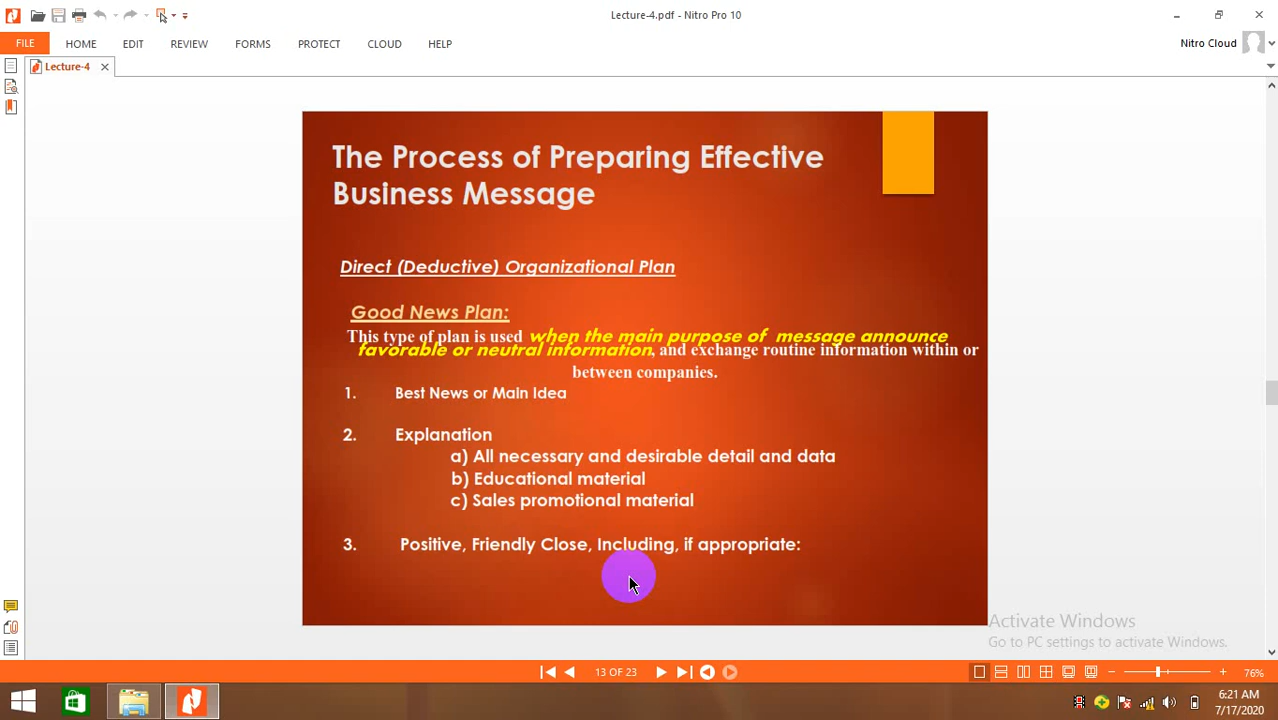 Lecture-4.pdf - Nitro Pro 10
FILE HOME EDIT REVIEW FORMS PROTECT CLOUD HELP Nitro Cloud
Lecture-4
The Process of Preparing Effective
Business Message
Direct (Deductive) Organizational Plan
Good News Plan:
This type of plan is used when the main purpose of message announce
favorable or neutral information, and exchange routine information within or
between companies.
1. Best News or Main Idea
2. Explanation
a) All necessary and desirable detail and data
b) Educational material
c) Sales promotional material
3. Positive, Friendly Close, Including, if appropriate:
Activate Windows
Go to PC settings to activate Windows.
13 OF 23 76%
6:21 AM
7/17/2020